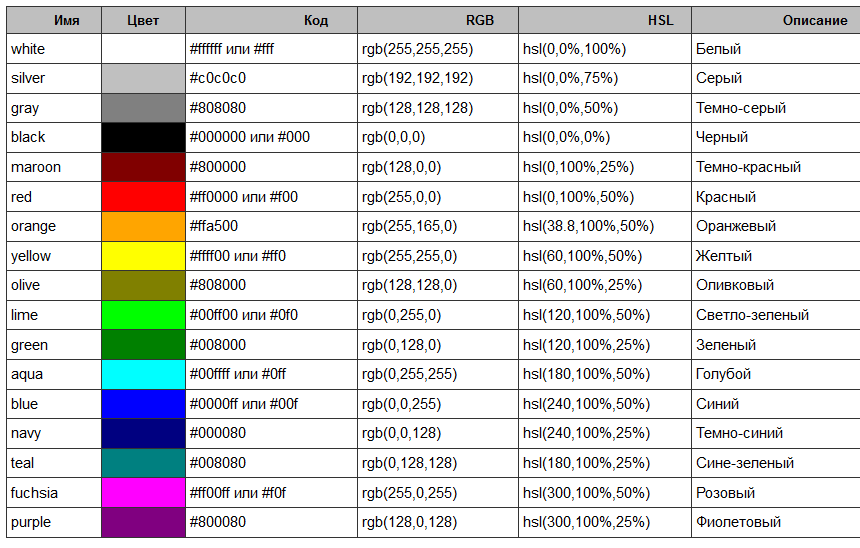 Имя Цвет Код RGB HSL Описание
white #ffffff или #fff rgb(255,255,255) hsl(0,0%,100%) Белый
silver #c0c0c0 rgb(192,192,192) hsl(0,0%,75%) Серый
gray #808080 rgb(128,128,128) hsl(0,0%,50%) Темно-серый
black #000000 или #000 rgb(0,0,0) hsl(0,0%,0%) Черный
maroon #800000 rgb(128,0,0) hsl(0,100%,25%) Темно-красный
red #ff0000 или #f00 rgb(255,0,0) hsl(0,100%,50%) Красный
orange #ffa500 rgb(255,165,0) hsl(38.8,100%,50%) Оранжевый
yellow #ffff00 или #ff0 rgb(255,255,0) hsl(60,100%,50%) Желтый
olive #808000 rgb(128,128,0) hsl(60,100%,25%) Оливковый
lime #00ff00 или #0f0 rgb(0,255,0) hsl(120,100%,50%) Светло-зеленый
green #008000 rgb(0,128,0) hsl(120,100%,25%) Зеленый
aqua #00ffff или #0ff rgb(0,255,255) hsl(180,100%,50%) Голубой
blue #0000ff или #00f rgb(0,0,255) hsl(240,100%,50%) Синий
navy #000080 rgb(0,0,128) hsl(240,100%,25%) Темно-синий
teal #008080 rgb(0,128,128) hsl(180,100%,25%) Сине-зеленый
fuchsia #ff00ff или #f0f rgb(255,0,255) hsl(300,100%,50%) Розовый
purple #800080 rgb(128,0,128) hsl(300,100%,25%) Фиолетовый